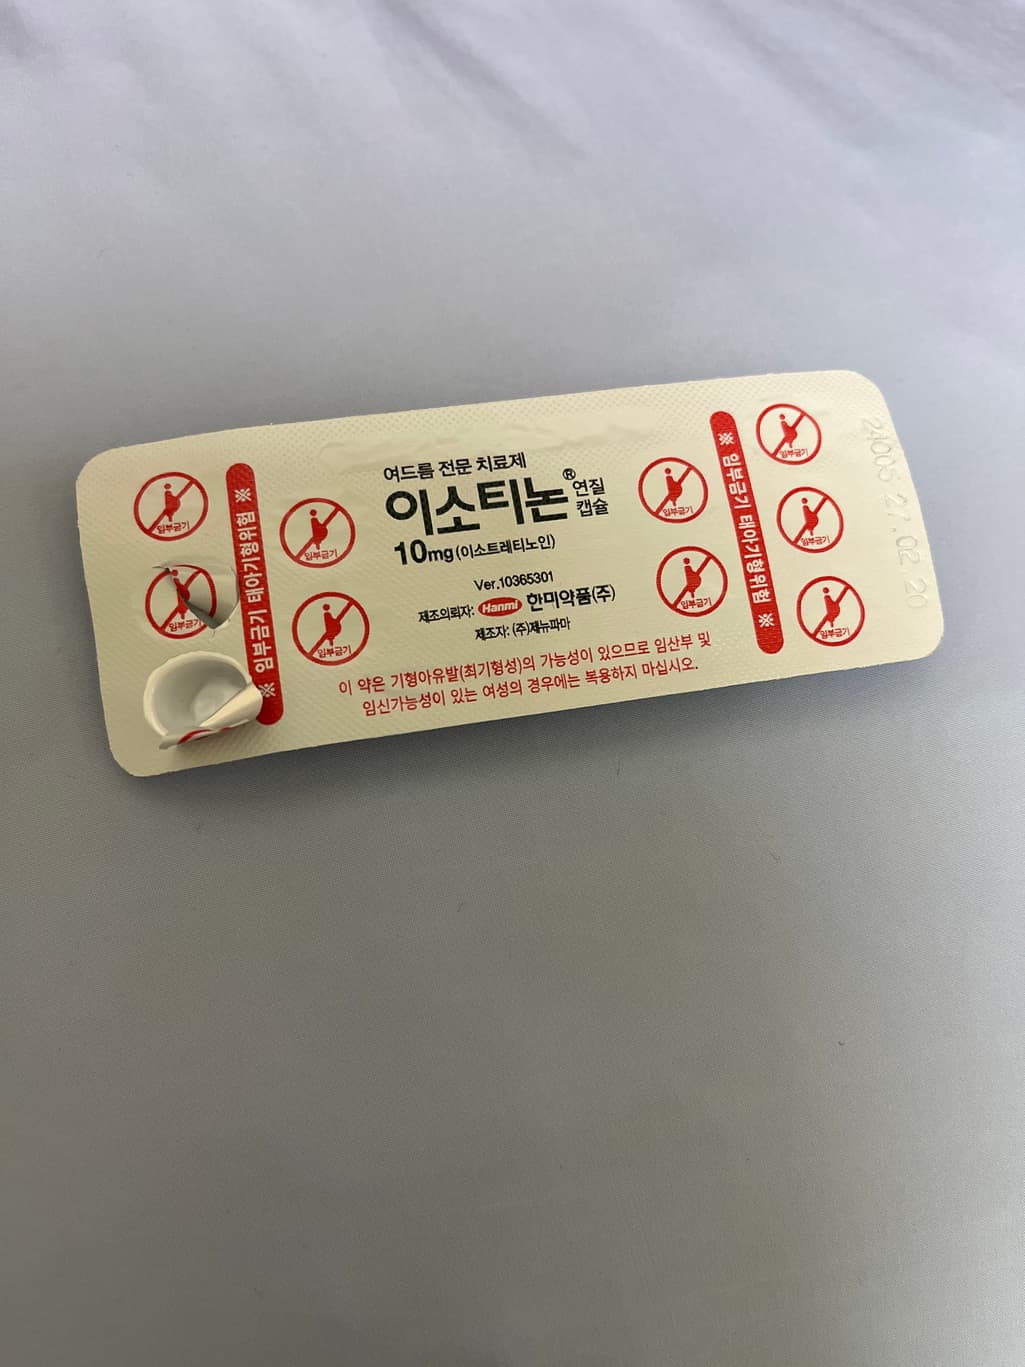 여드름 전문 치료제
이소티논® 연질캡슐
10mg (이소트레티노인)
Ver.10365301
제조의뢰자: Hanmi 한미약품(주)
제조자: (주)제뉴파마
이 약은 기형아유발(최기형성)의 가능성이 있으므로 임산부 및
임신가능성이 있는 여성의 경우에는 복용하지 마십시오.
※ 임부금기 태아기형위험 ※
※ 임부금기 태아기형위험 ※
임부금기
임부금기
임부금기
임부금기
임부금기
임부금기
임부금기
임부금기
임부금기
24006 27.02 20